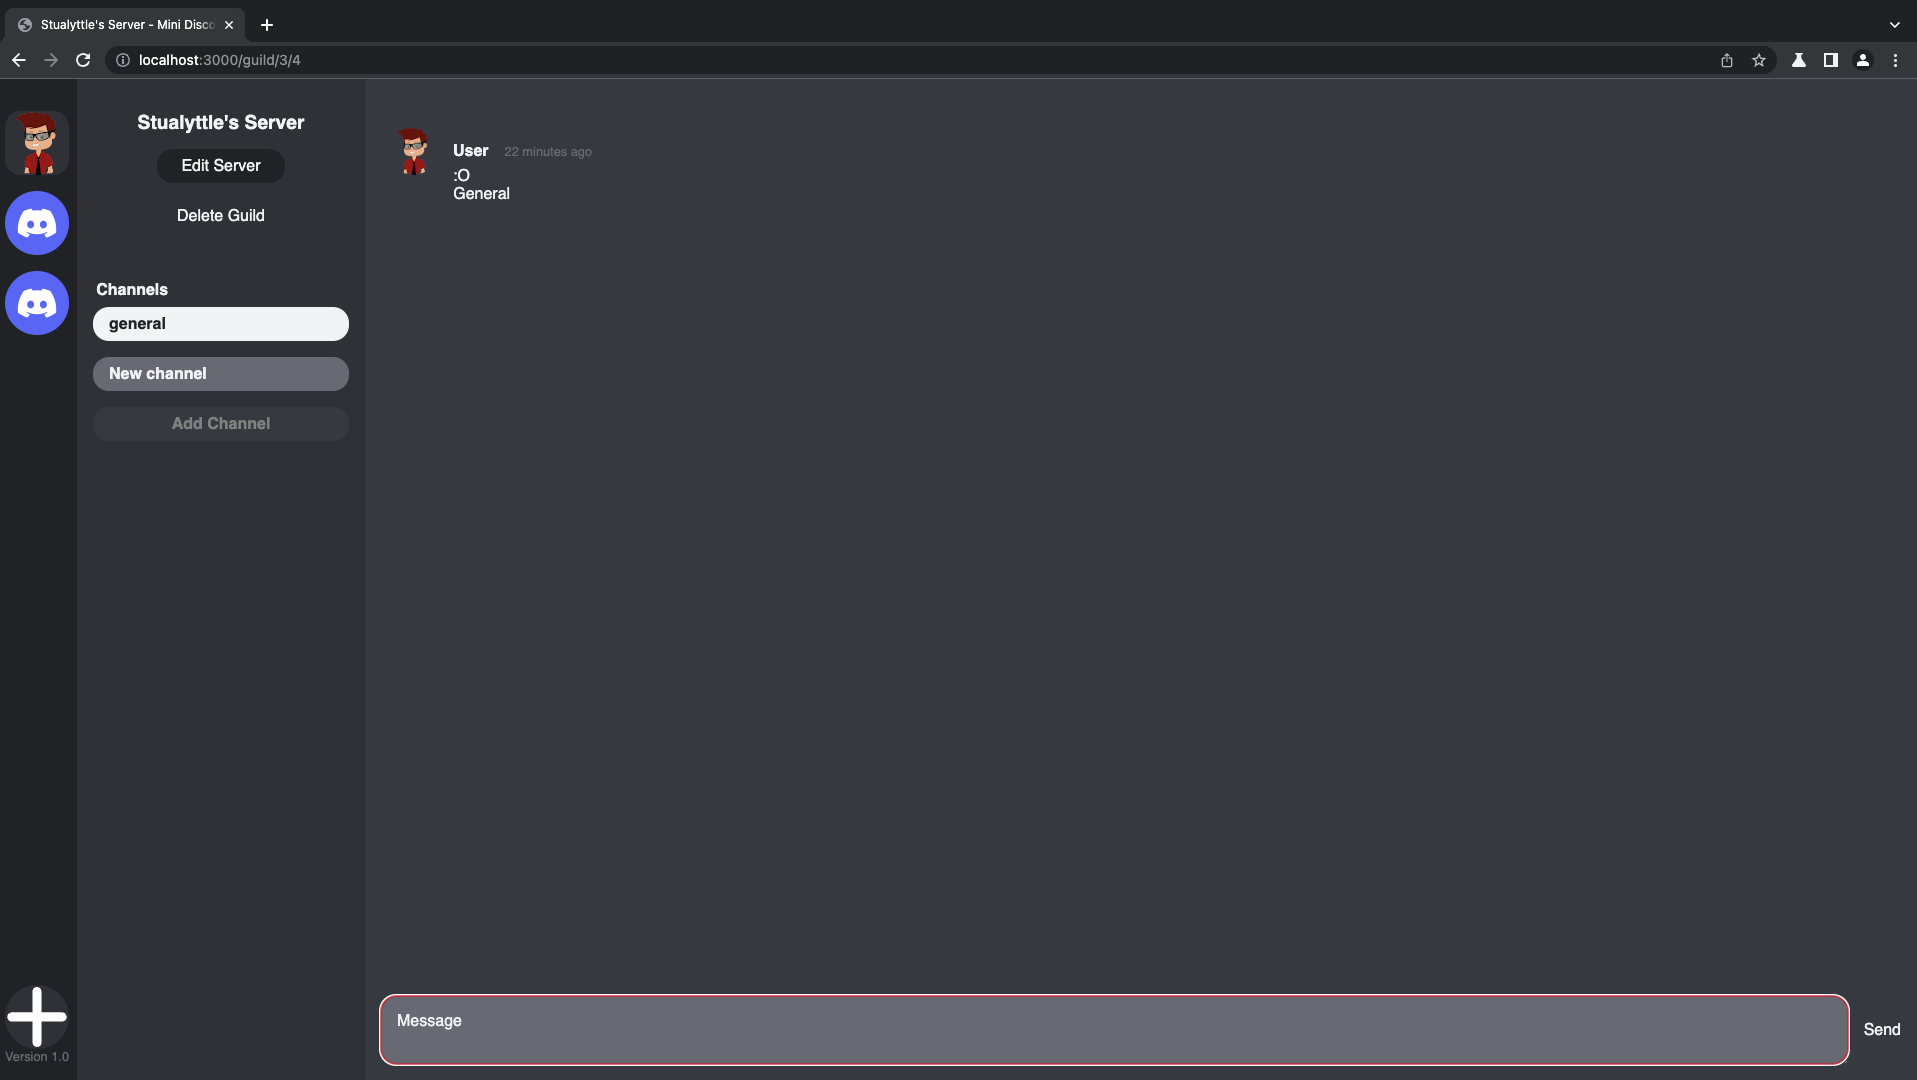 Stualyttle's Server - Mini Disco
localhost:3000/guild/3/4
Stualyttle's Server
Edit Server
Delete Guild
Channels
general
New channel
Add Channel
Version 1.0
User 22 minutes ago
:O
General
Message
Send